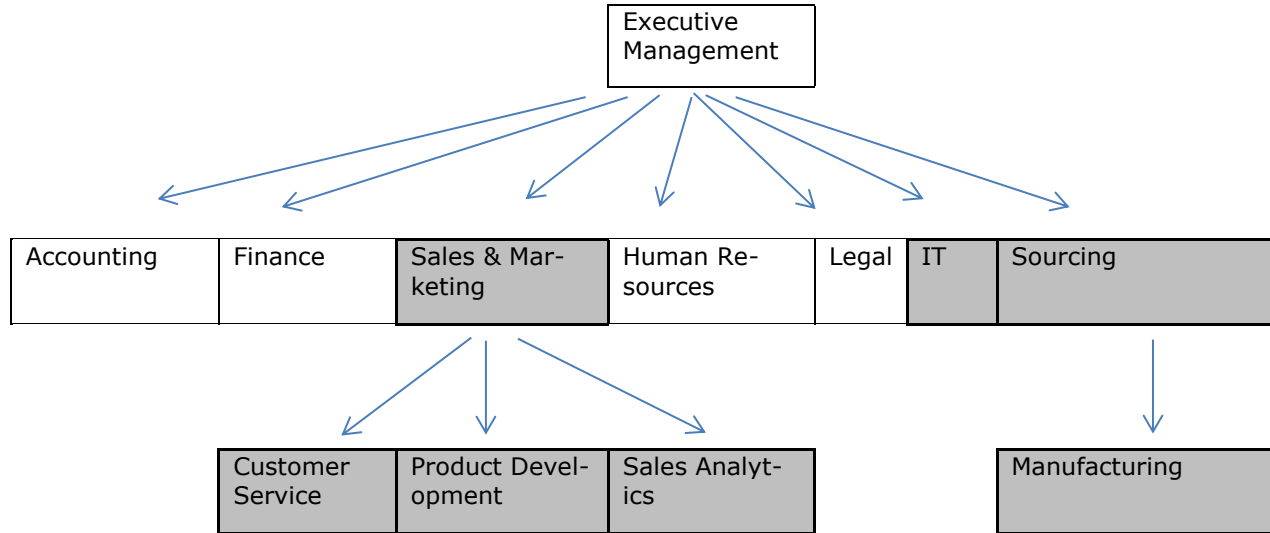 Executive
Management
Accounting
Finance
Sales & Mar-
keting
Human Re-
sources
Legal
IT
Sourcing
Customer
Service
Product Devel-
opment
Sales Analyt-
ics
Manufacturing